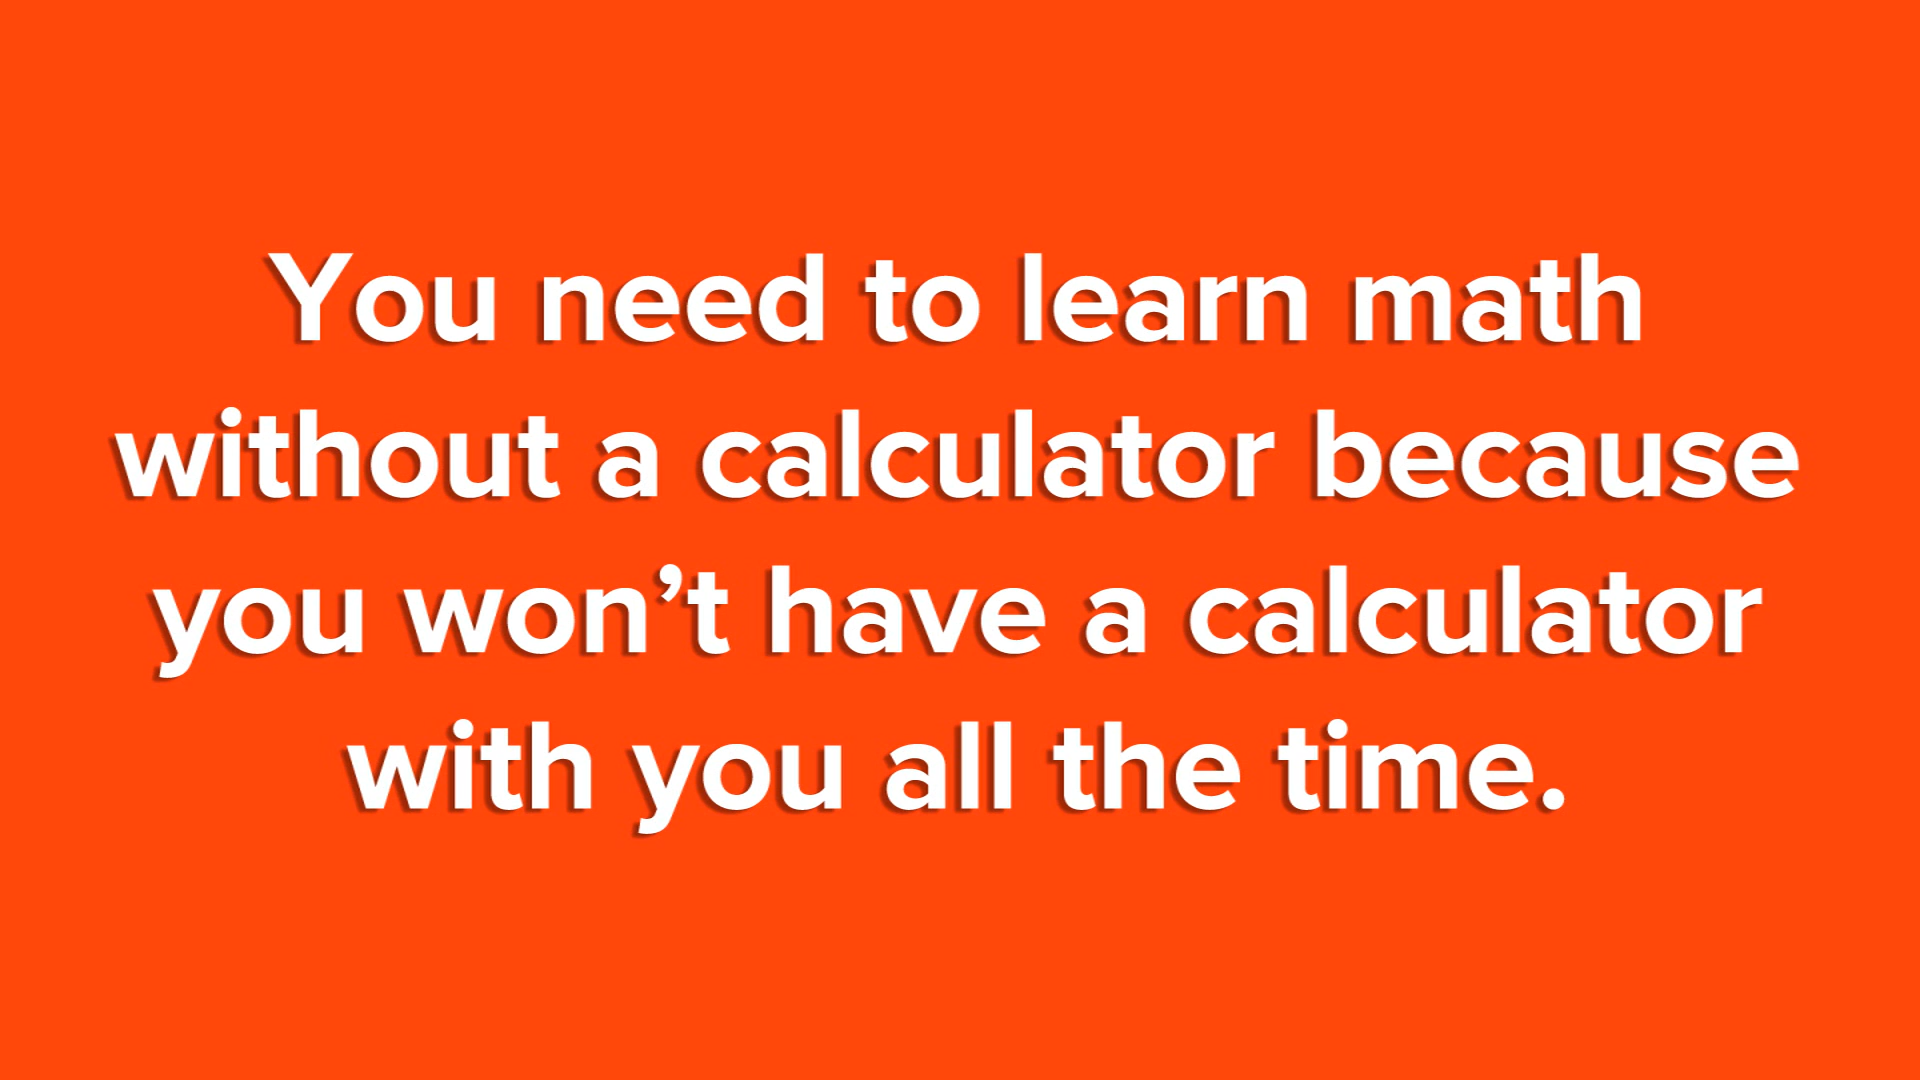 You need to learn math
without a calculator because
you won’t have a calculator
with you all the time.